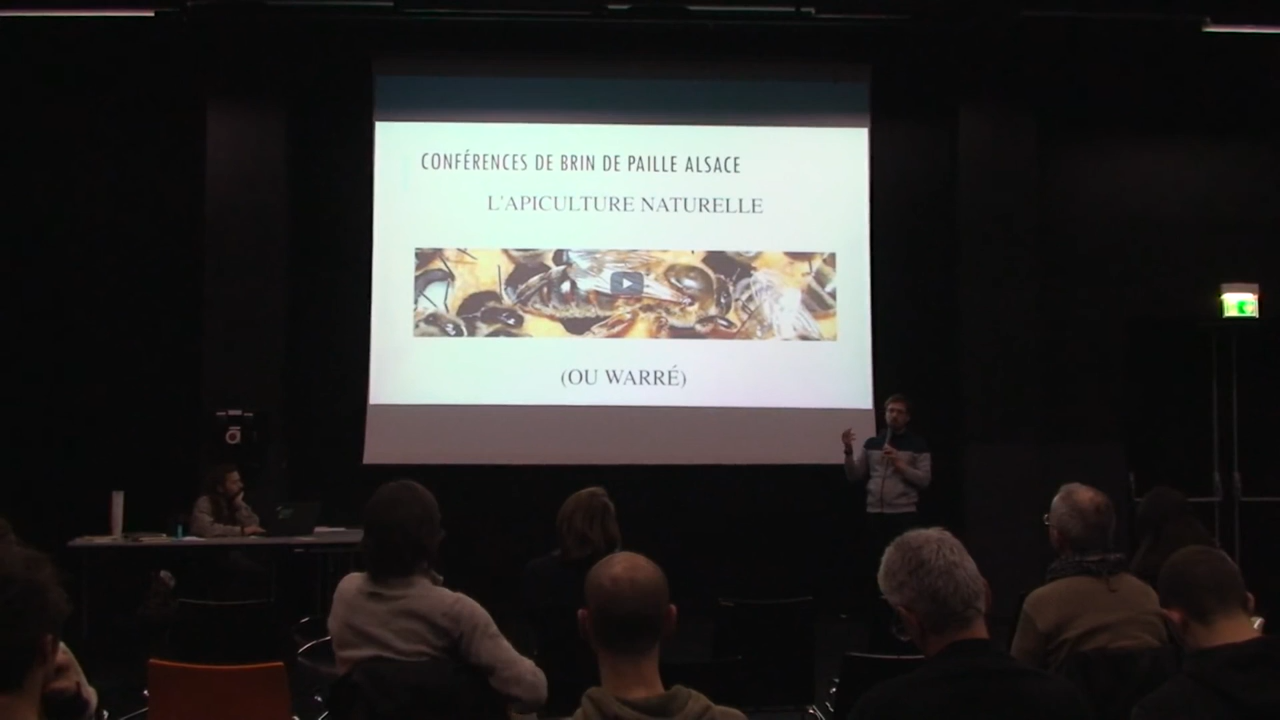 CONFÉRENCES DE BRIN DE PAILLE ALSACE
L'APICULTURE NATURELLE
(OU WARRÉ)